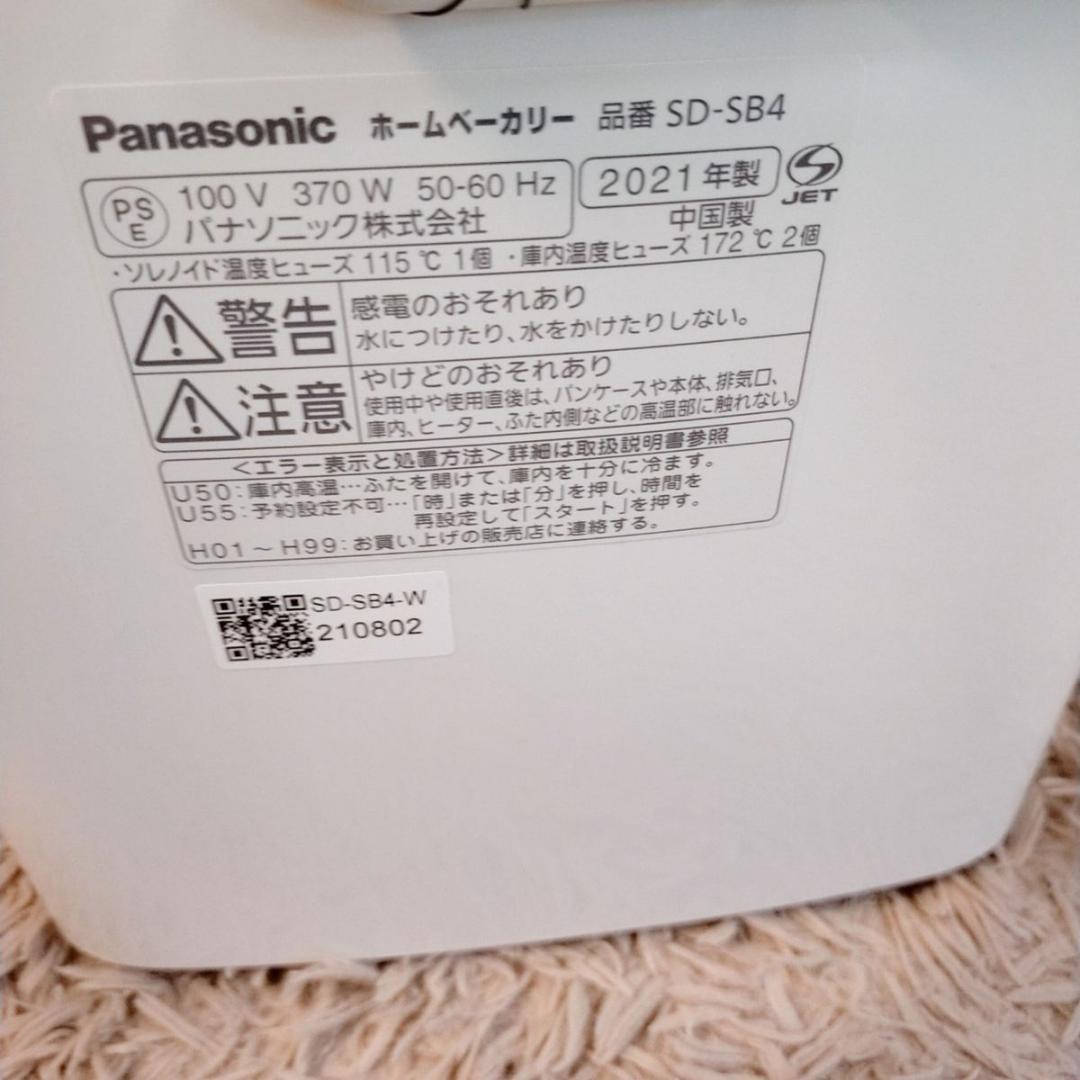 Panasonic ホームベーカリー 品番 SD-SB4
PS E 100 V 370 W 50-60 Hz 2021年製 JET
パナソニック株式会社 中国製
・ソレノイド温度ヒューズ 115 ℃ 1個 ・庫内温度ヒューズ 172 ℃ 2個
警告 感電のおそれあり
水につけたり、水をかけたりしない。
注意 やけどのおそれあり
使用中や使用直後は、パンケースや本体、排気口、
庫内、ヒーター、ふた内側などの高温部に触れない。
＜エラー表示と処置方法＞詳細は取扱説明書参照
U50：庫内高温…ふたを開けて、庫内を十分に冷ます。
U55：予約設定不可…「時」または「分」を押し、時間を
再設定して「スタート」を押す。
H01～H99：お買い上げの販売店に連絡する。
SD-SB4-W
210802